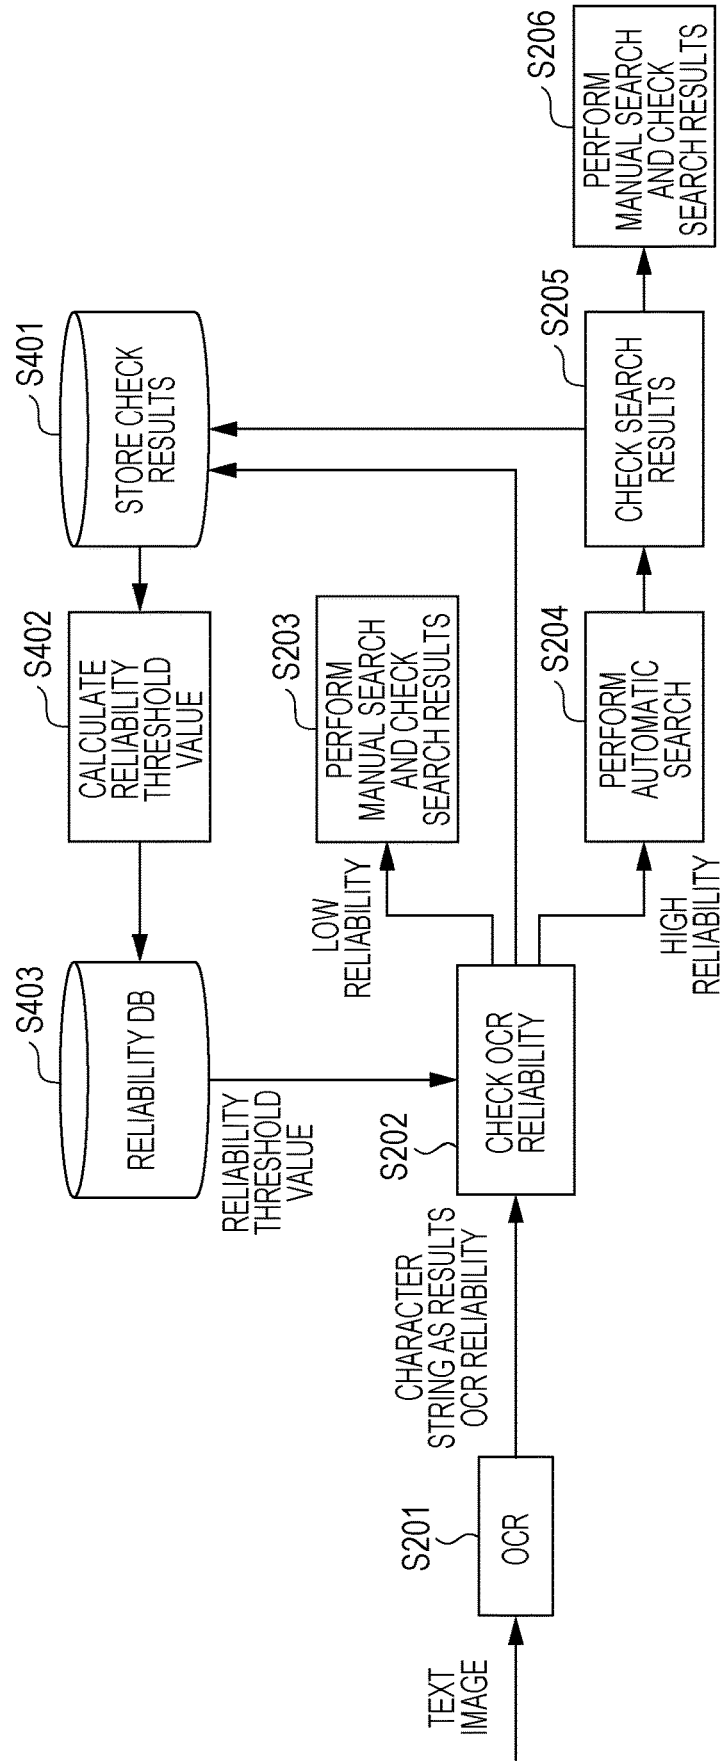 TEXT
IMAGE
S201
OCR
CHARACTER
STRING AS RESULTS
OCR RELIABILITY
S202
CHECK OCR
RELIABILITY
S403
RELIABILITY DB
RELIABILITY
THRESHOLD
VALUE
S402
CALCULATE
RELIABILITY
THRESHOLD
VALUE
S401
STORE CHECK
RESULTS
LOW
RELIABILITY
S203
PERFORM
MANUAL SEARCH
AND CHECK
SEARCH RESULTS
HIGH
RELIABILITY
S204
PERFORM
AUTOMATIC
SEARCH
S205
CHECK SEARCH
RESULTS
S206
PERFORM
MANUAL SEARCH
AND CHECK
SEARCH RESULTS